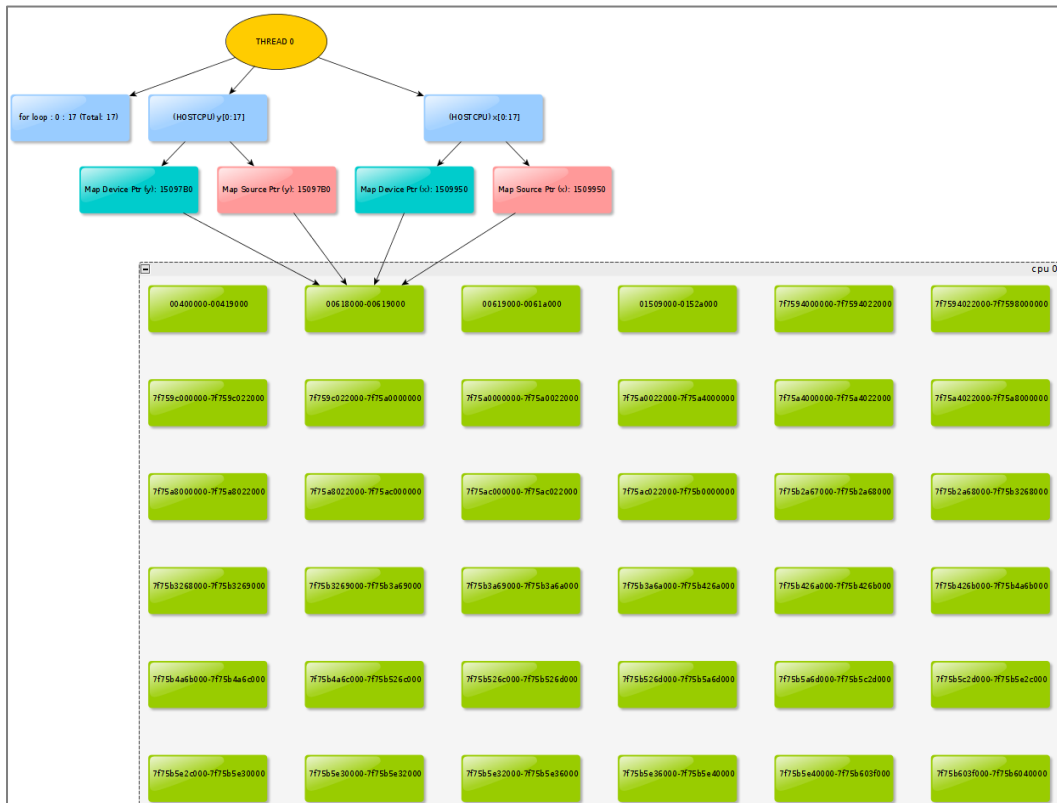 THREAD 0
for loop : 0 : 17 (Total: 17)
(HOSTCPU) y[0:17]
(HOSTCPU) x[0:17]
Map Device Ptr (y): 15097B0
Map Source Ptr (y): 15097B0
Map Device Ptr (x): 1509950
Map Source Ptr (x): 1509950
cpu 0
00400000-00419000
00618000-00619000
00619000-0061a000
01509000-0152a000
7f7594000000-7f7594022000
7f7594022000-7f7598000000
7f759c000000-7f759c022000
7f759c022000-7f75a0000000
7f75a0000000-7f75a0022000
7f75a0022000-7f75a4000000
7f75a4000000-7f75a4022000
7f75a4022000-7f75a8000000
7f75a8000000-7f75a8022000
7f75a8022000-7f75ac000000
7f75ac000000-7f75ac022000
7f75ac022000-7f75b0000000
7f75b2a67000-7f75b2a68000
7f75b2a68000-7f75b3268000
7f75b3268000-7f75b3269000
7f75b3269000-7f75b3a69000
7f75b3a69000-7f75b3a6a000
7f75b3a6a000-7f75b426a000
7f75b426a000-7f75b426b000
7f75b426b000-7f75b4a6b000
7f75b4a6b000-7f75b4a6c000
7f75b4a6c000-7f75b526c000
7f75b526c000-7f75b526d000
7f75b526d000-7f75b5a6d000
7f75b5a6d000-7f75b5c2d000
7f75b5c2d000-7f75b5e2c000
7f75b5e2c000-7f75b5e30000
7f75b5e30000-7f75b5e32000
7f75b5e32000-7f75b5e36000
7f75b5e36000-7f75b5e40000
7f75b5e40000-7f75b603f000
7f75b603f000-7f75b6040000